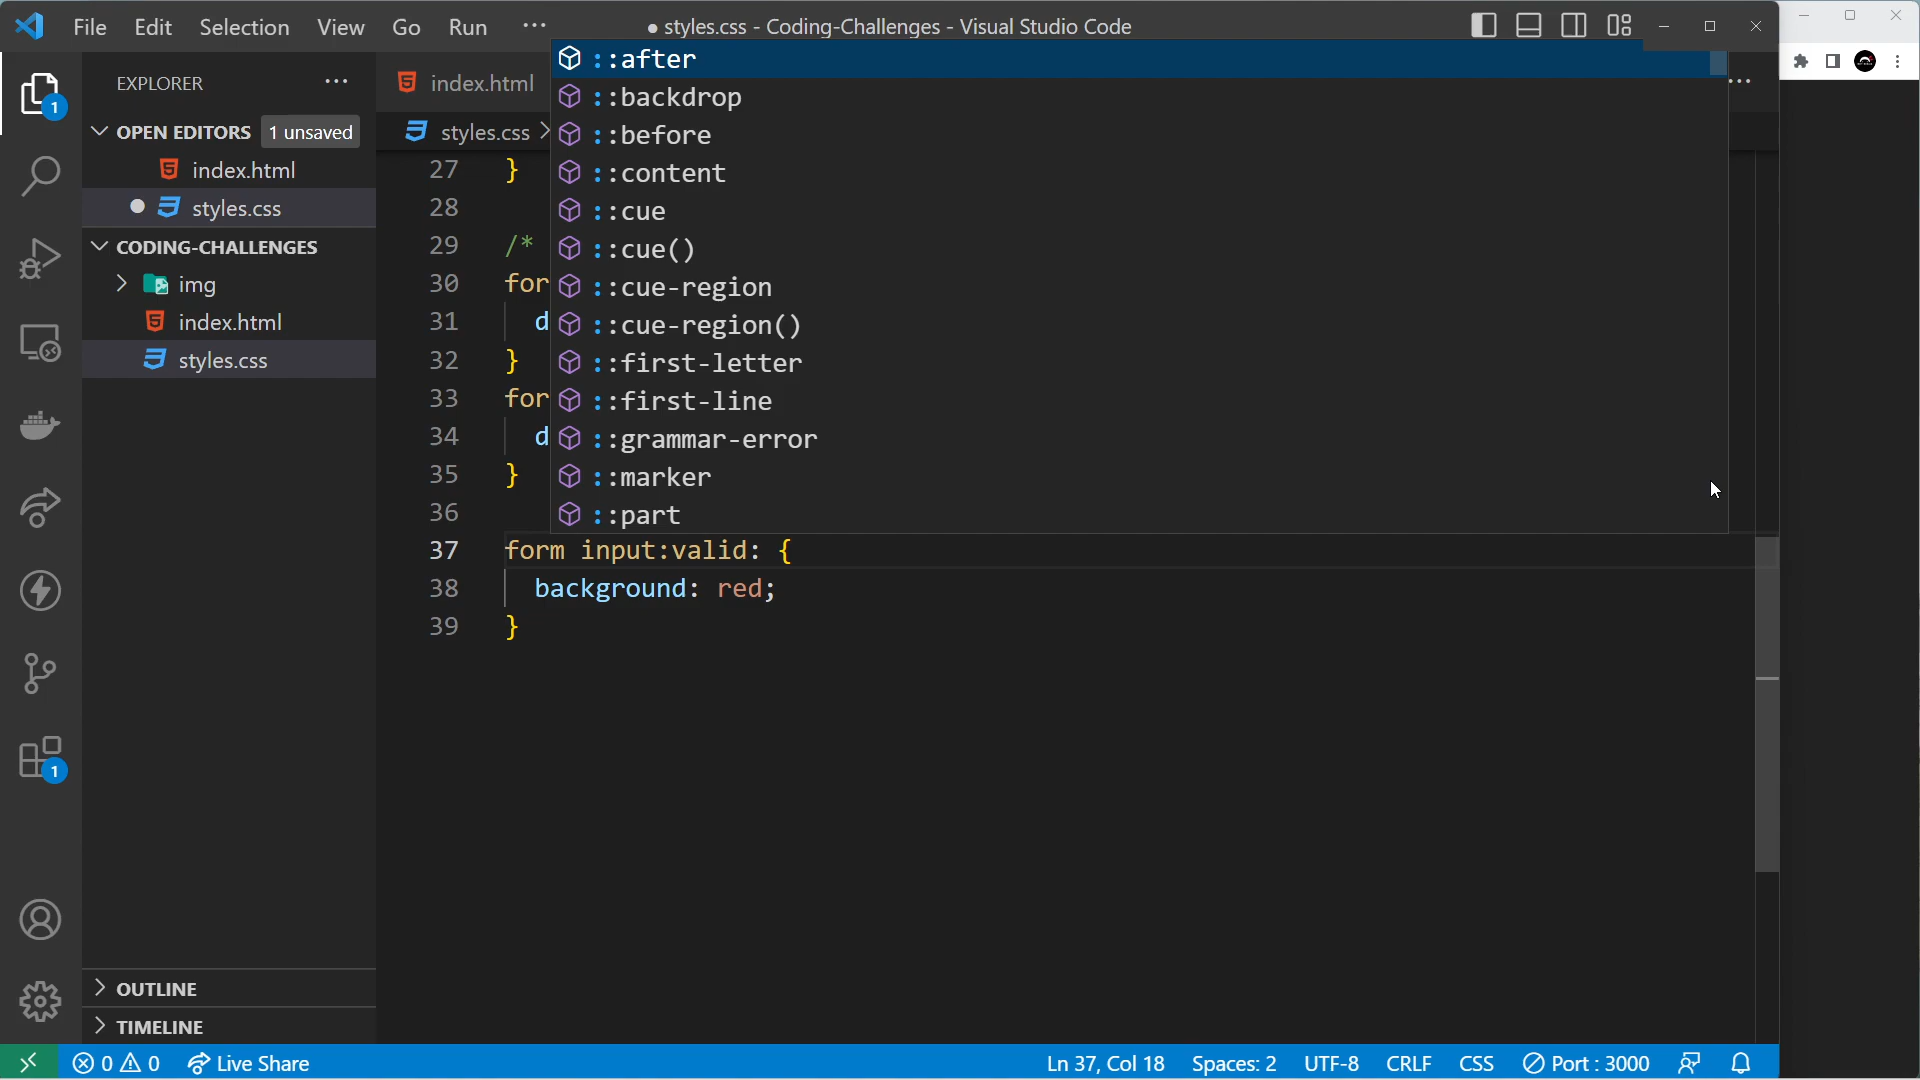 File Edit Selection View Go Run ···
● styles.css - Coding-Challenges - Visual Studio Code
EXPLORER ···
OPEN EDITORS 1 unsaved
index.html
● styles.css
CODING-CHALLENGES
img
index.html
styles.css
OUTLINE
TIMELINE
1
1
index.html
···
styles.css >
::after
::backdrop
::before
::content
::cue
::cue()
::cue-region
::cue-region()
::first-letter
::first-line
::grammar-error
::marker
::part
27 }
28
29 /*
30 for
31 d
32 }
33 for
34 d
35 }
36
37 form input:valid: {
38 background: red;
39 }
0 0 Live Share
Ln 37, Col 18 Spaces: 2 UTF-8 CRLF CSS Port : 3000